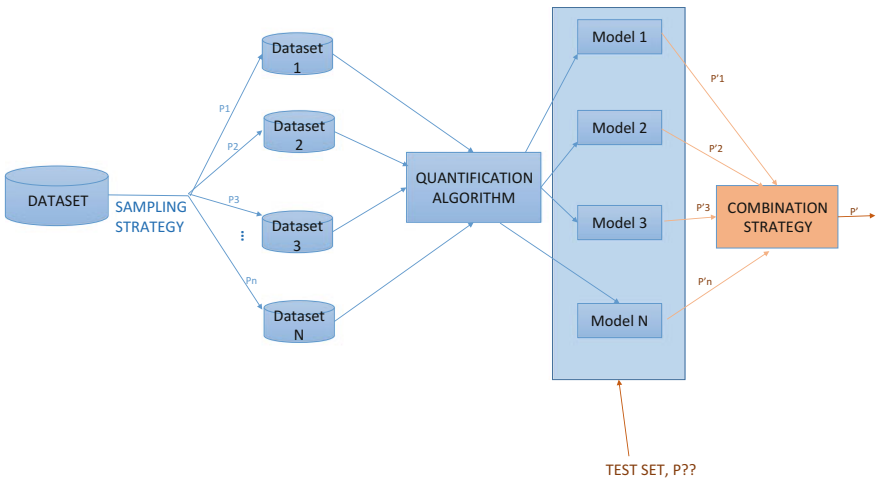 DATASET
SAMPLING
STRATEGY
P1
P2
P3
⋮
Pn
Dataset
1
Dataset
2
Dataset
3
Dataset
N
QUANTIFICATION
ALGORITHM
Model 1
Model 2
Model 3
Model N
P'1
P'2
P'3
P'n
COMBINATION
STRATEGY
P'
TEST SET, P??